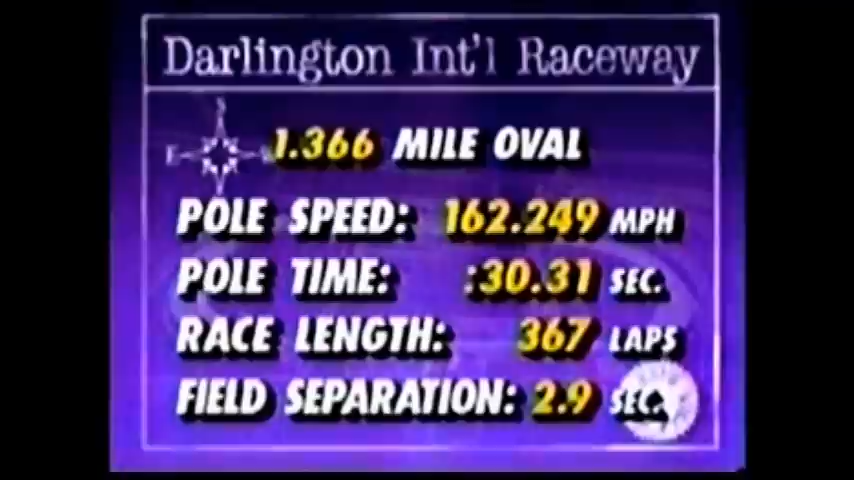 Darlington Int'l Raceway
1.366 MILE OVAL
POLE SPEED: 162.249 MPH
POLE TIME: :30.31 SEC.
RACE LENGTH: 367 LAPS
FIELD SEPARATION: 2.9 SEC.